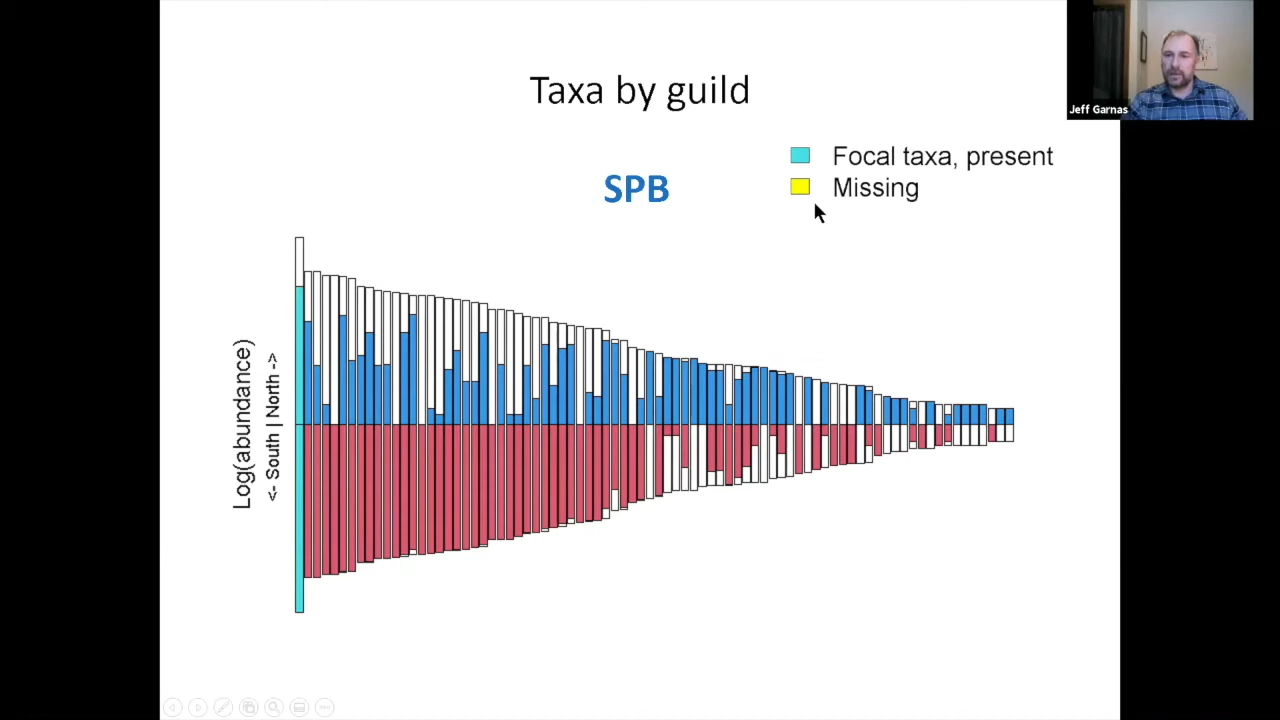 Taxa by guild
Jeff Garnas
Focal taxa, present
Missing
SPB
Log(abundance)
<- South | North ->